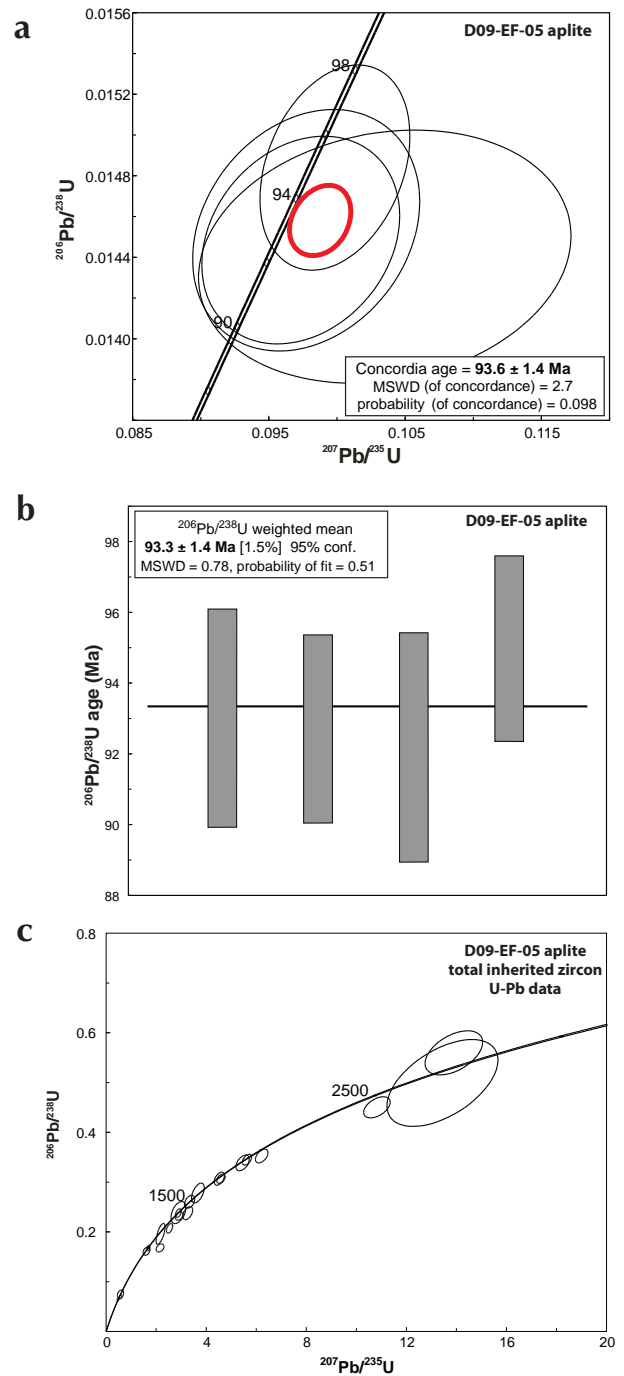 a
D09-EF-05 aplite
0.0156
0.0152
0.0148
0.0144
0.0140
98
94
90
²⁰⁶Pb/²³⁸U
Concordia age = 93.6 ± 1.4 Ma
MSWD (of concordance) = 2.7
probability (of concordance) = 0.098
0.085
0.095
0.105
0.115
²⁰⁷Pb/²³⁵U
b
D09-EF-05 aplite
²⁰⁶Pb/²³⁸U weighted mean
93.3 ± 1.4 Ma [1.5%] 95% conf.
MSWD = 0.78, probability of fit = 0.51
98
96
94
92
90
88
²⁰⁶Pb/²³⁸U age (Ma)
c
D09-EF-05 aplite
total inherited zircon
U-Pb data
0.8
0.6
0.4
0.2
2500
1500
²⁰⁶Pb/²³⁸U
0
4
8
12
16
20
²⁰⁷Pb/²³⁵U